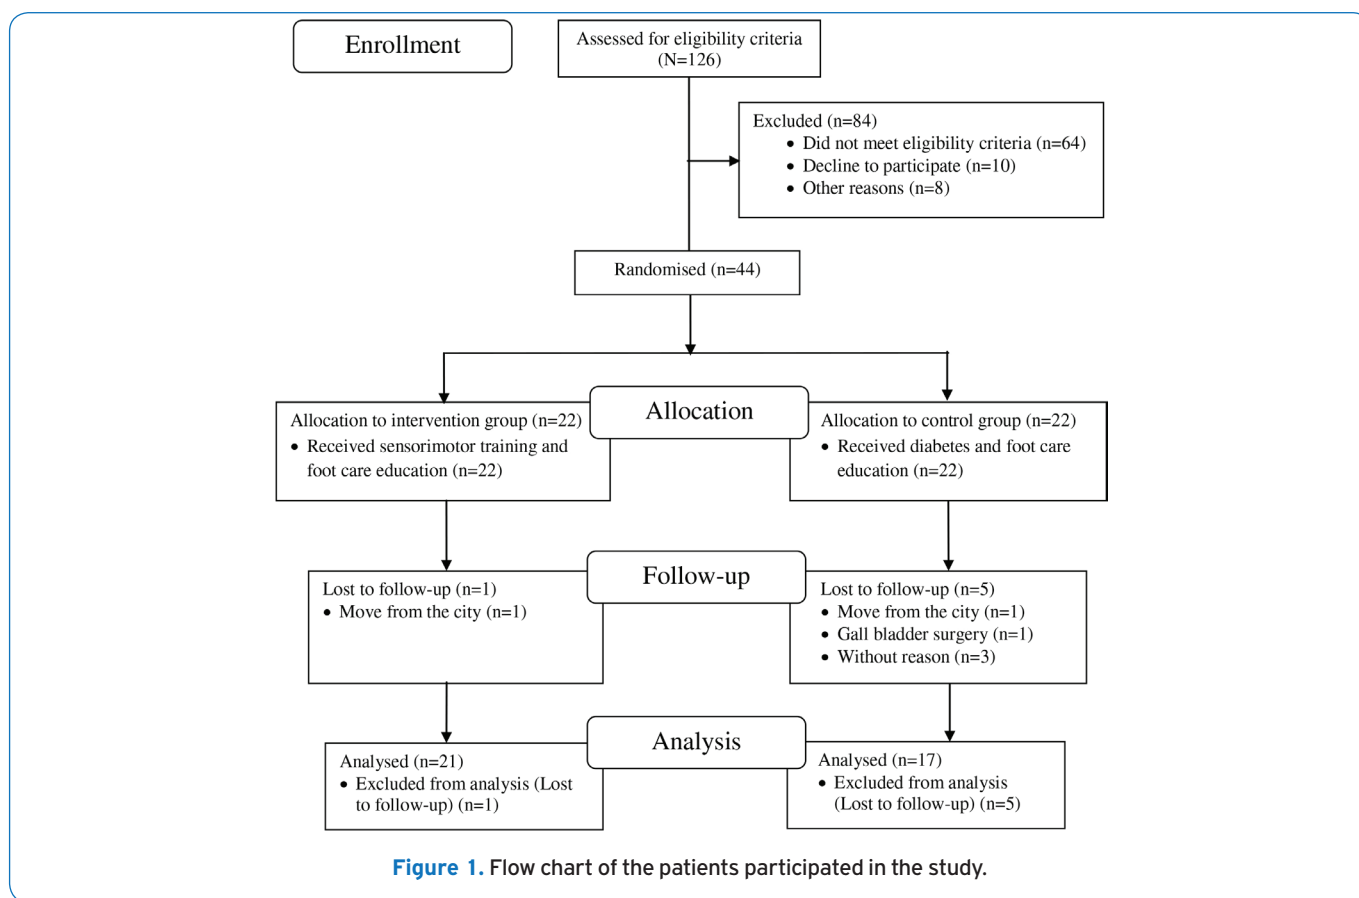 Enrollment
Assessed for eligibility criteria
(N=126)
Excluded (n=84)
• Did not meet eligibility criteria (n=64)
• Decline to participate (n=10)
• Other reasons (n=8)
Randomised (n=44)
Allocation
Allocation to intervention group (n=22)
• Received sensorimotor training and
foot care education (n=22)
Allocation to control group (n=22)
• Received diabetes and foot care
education (n=22)
Follow-up
Lost to follow-up (n=1)
• Move from the city (n=1)
Lost to follow-up (n=5)
• Move from the city (n=1)
• Gall bladder surgery (n=1)
• Without reason (n=3)
Analysis
Analysed (n=21)
• Excluded from analysis (Lost
to follow-up) (n=1)
Analysed (n=17)
• Excluded from analysis
(Lost to follow-up) (n=5)
Figure 1. Flow chart of the patients participated in the study.